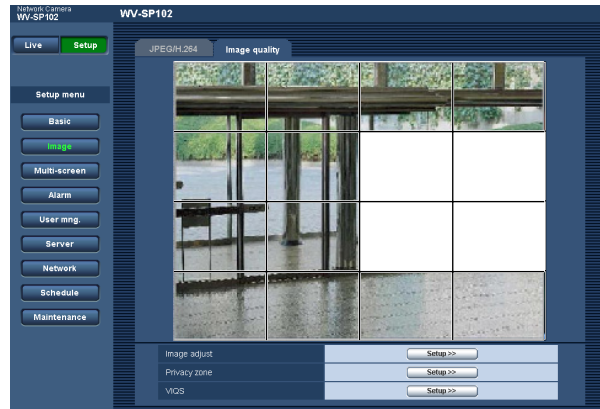 Network Camera
WV-SP102
WV-SP102
Live
Setup
JPEG/H.264
Image quality
Setup menu
Basic
Image
Multi-screen
Alarm
User mng.
Server
Network
Schedule
Maintenance
Image adjust
Setup >>
Privacy zone
Setup >>
VIQS
Setup >>